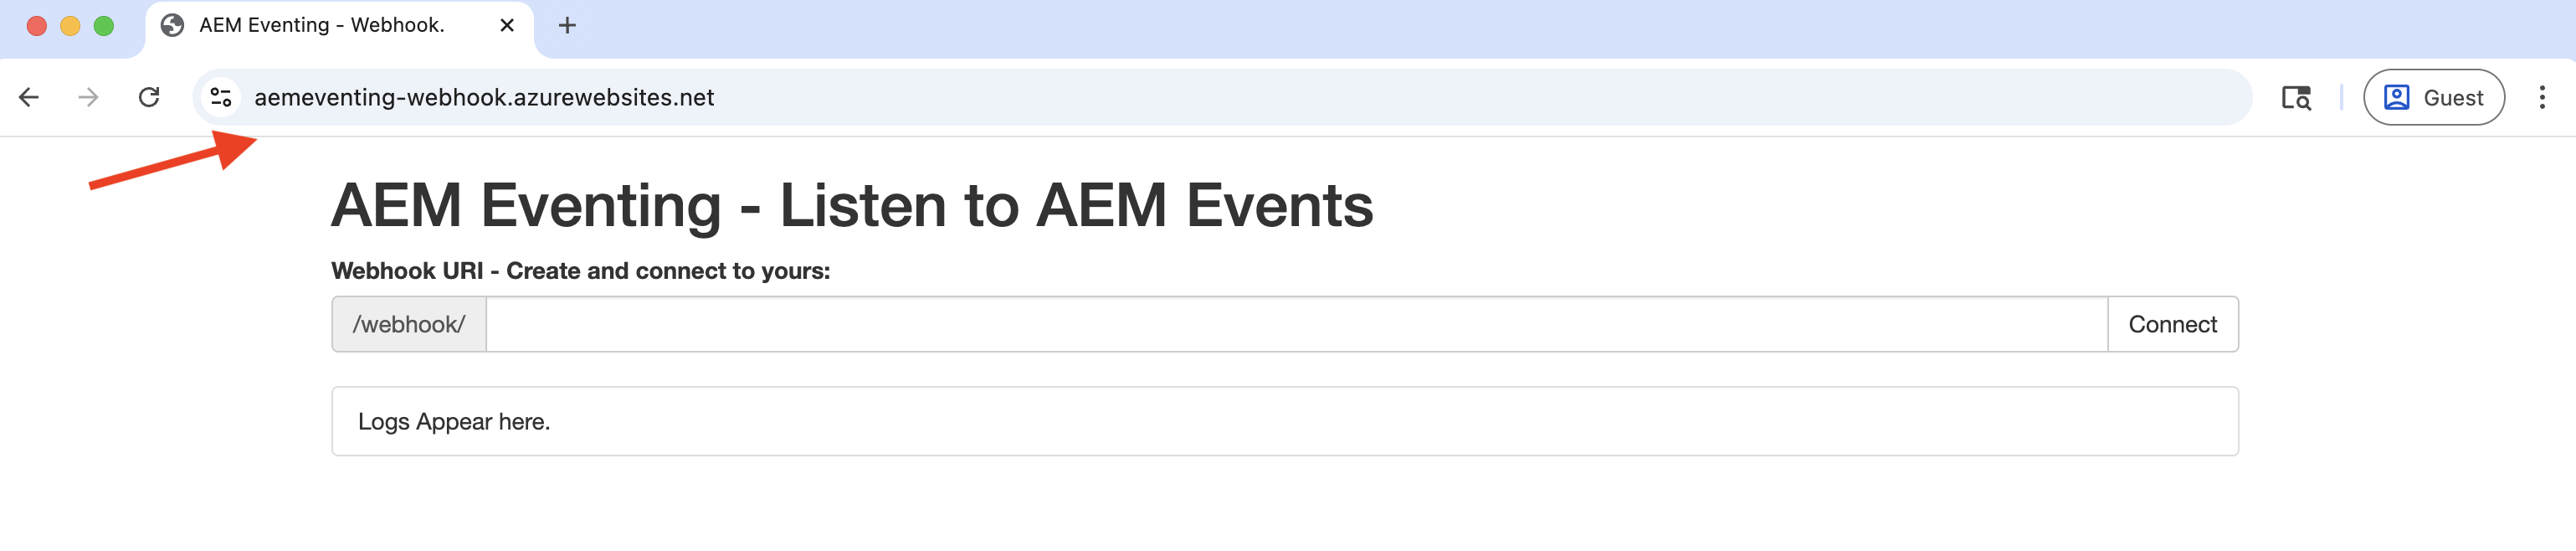 AEM Eventing - Webhook.
aemeventing-webhook.azurewebsites.net
Guest
AEM Eventing - Listen to AEM Events
Webhook URI - Create and connect to yours:
/webhook/
Connect
Logs Appear here.